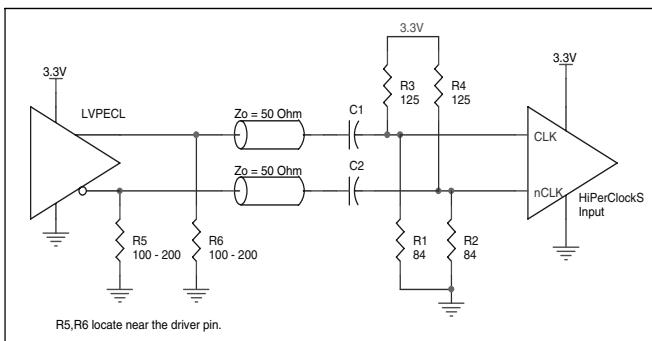 3.3V
3.3V
3.3V
R3
125
R4
125
LVPECL
Zo = 50 Ohm
C1
CLK
Zo = 50 Ohm
C2
nCLK
HiPerClockS
Input
R5
100 - 200
R6
100 - 200
R1
84
R2
84
R5,R6 locate near the driver pin.